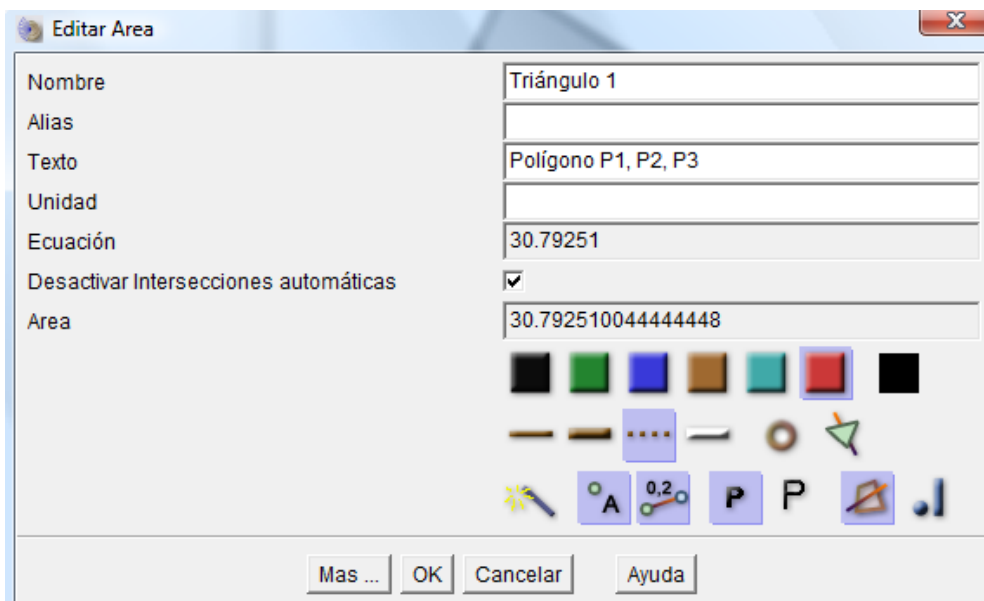 Editar Area
Nombre Triángulo 1
Alias
Texto Polígono P1, P2, P3
Unidad
Ecuación 30.79251
Desactivar Intersecciones automáticas
Area 30.792510044444448
A 0,2 P P
Mas ... OK Cancelar Ayuda